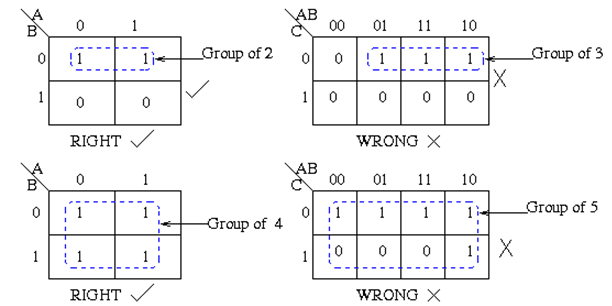 A
B
0 1
0 1 1
Group of 2
1 0 0
RIGHT
AB
C
00 01 11 10
0 0 1 1 1
Group of 3
1 0 0 0 0
WRONG
A
B
0 1
0 1 1
Group of 4
1 1 1
RIGHT
AB
C
00 01 11 10
0 1 1 1 1
Group of 5
1 0 0 0 1
WRONG